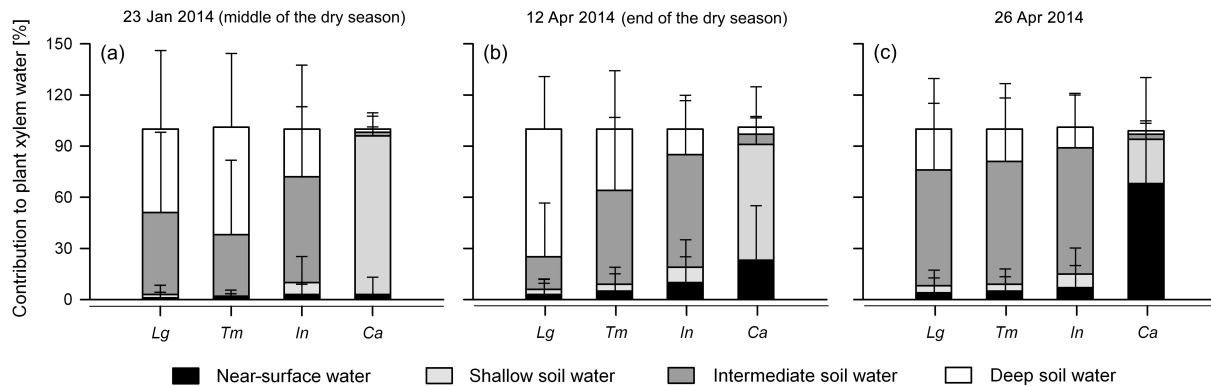 23 Jan 2014 (middle of the dry season)
12 Apr 2014 (end of the dry season)
26 Apr 2014
Contribution to plant xylem water [%]
150
120
90
60
30
0
(a)
(b)
(c)
Lg Tm In Ca
Lg Tm In Ca
Lg Tm In Ca
Near-surface water
Shallow soil water
Intermediate soil water
Deep soil water